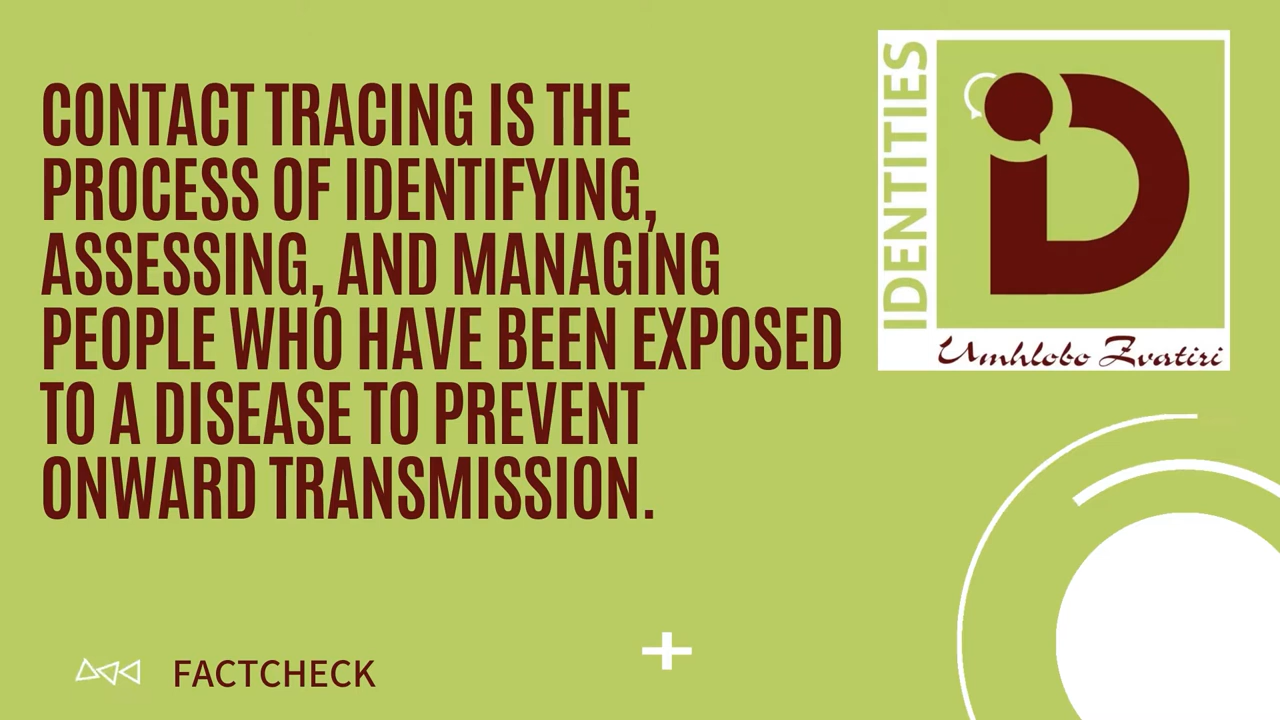 CONTACT TRACING IS THE
PROCESS OF IDENTIFYING,
ASSESSING, AND MANAGING
PEOPLE WHO HAVE BEEN EXPOSED
TO A DISEASE TO PREVENT
ONWARD TRANSMISSION.
IDENTITIES
iD
Umhlobo Zvatiri
FACTCHECK